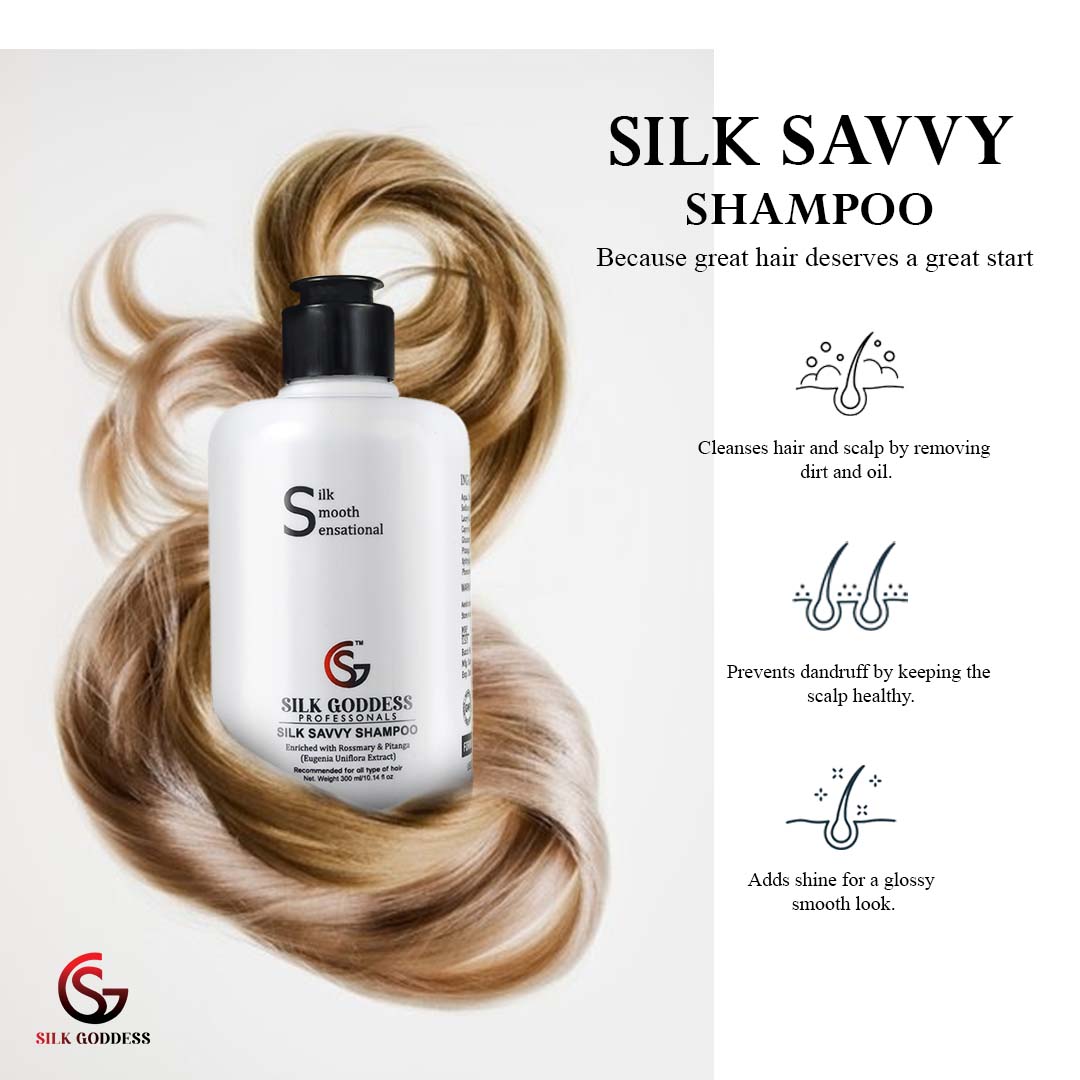 SILK SAVVY
SHAMPOO
Because great hair deserves a great start
Cleanses hair and scalp by removing
dirt and oil.
Prevents dandruff by keeping the
scalp healthy.
Adds shine for a glossy
smooth look.
Silk
Smooth
Sensational
SG™
SILK GODDESS
PROFESSONALS
SILK SAVVY SHAMPOO
Enriched with Rossmary & Pitanga
(Eugenia Uniflora Extract)
Recommended for all type of hair
Net. Weight 300 ml/10.14 fl oz
SG
SILK GODDESS